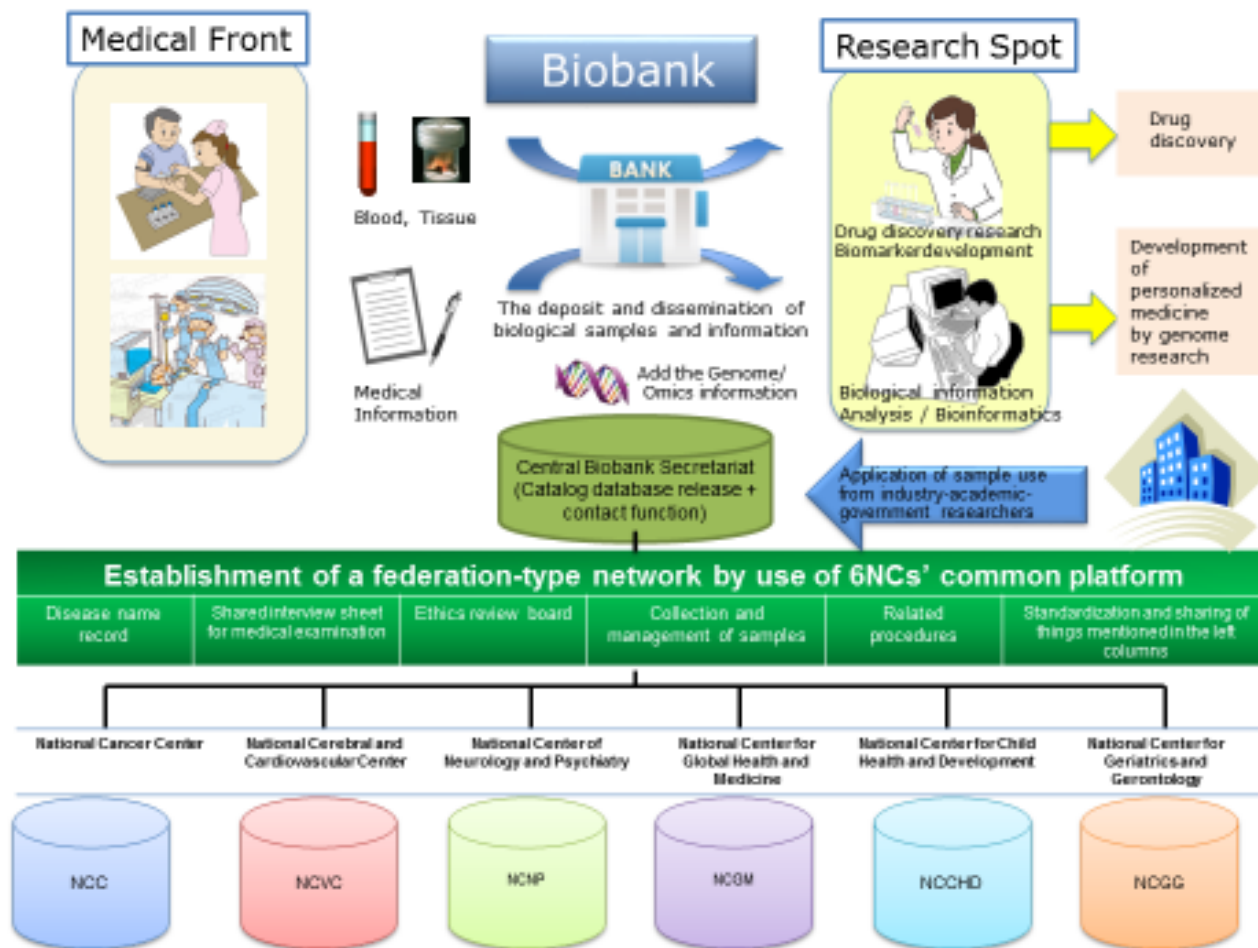 Medical Front
Biobank
Research Spot
BANK
Blood, Tissue
The deposit and dissemination of
biological samples and information
Medical
Information
Add the Genome/
Omics information
Drug discovery research
Biomarkerdevelopment
Biological information
Analysis / Bioinformatics
Drug
discovery
Development
of
personalized
medicine
by genome
research
Central Biobank Secretariat
(Catalog database release +
contact function)
Application of sample use
from industry-academic-
government researchers
Establishment of a federation-type network by use of 6NCs' common platform
Disease name
record
Shared interview sheet
for medical examination
Ethics review board
Collection and
management of samples
Related
procedures
Standardization and sharing of
things mentioned in the left
columns
National Cancer Center
National Cerebral and
Cardiovascular Center
National Center of
Neurology and Psychiatry
National Center for
Global Health and
Medicine
National Center for Child
Health and Development
National Center for
Geriatrics and
Gerontology
NCC
NCVC
NCNP
NCGM
NCCHD
NCGG